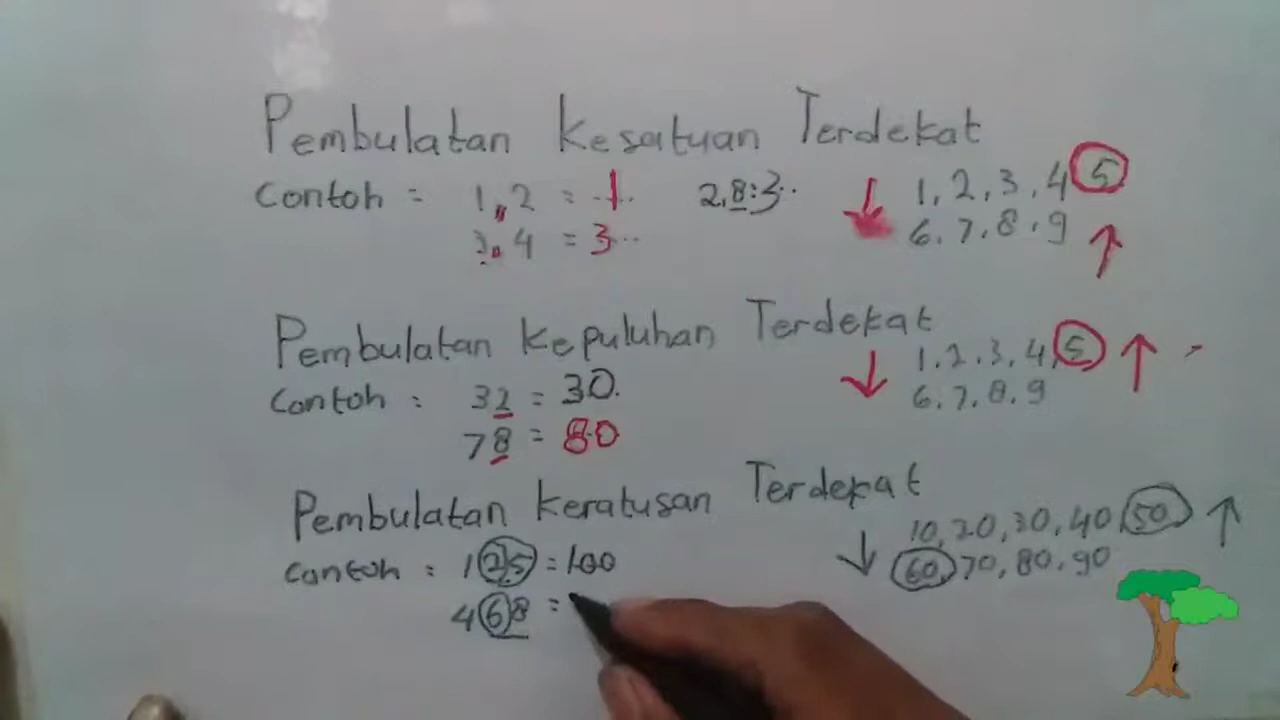 Pembulatan Kesatuan Terdekat
Contoh = 1,2 = ..1.. 2,8:3..
3,4 = 3..
1, 2, 3, 4 5
6. 7. 8. 9
Pembulatan Kepuluhan Terdekat
Contoh : 32 = 30.
78 = 80
1. 2. 3. 4, 5
6. 7. 8. 9
Pembulatan Keratusan Terdekat
Contoh : 125 = 100
468 =
10, 20, 30, 40, 50
60, 70, 80, 90